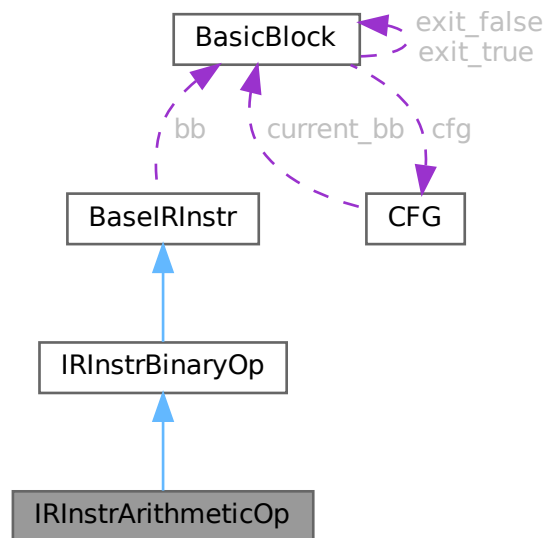 exit_false
BasicBlock
exit_true
bb
current_bb
cfg
BaseIRInstr
CFG
IRInstrBinaryOp
IRInstrArithmeticOp